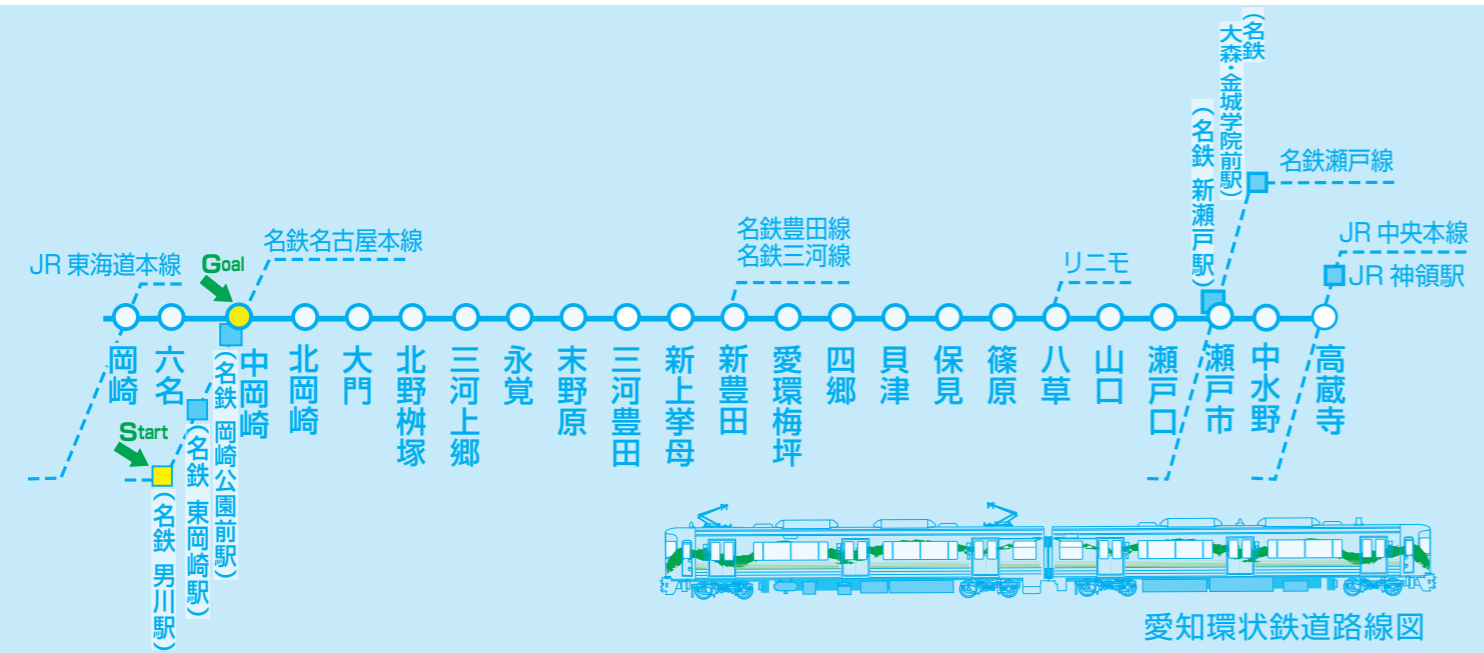 (名鉄
大森・金城学院前駅)
(名鉄 新瀬戸駅)
名鉄瀬戸線
JR 中央本線
JR 神領駅
名鉄豊田線
名鉄三河線
リニモ
名鉄名古屋本線
JR 東海道本線
Goal
岡崎
六名
中岡崎
北岡崎
大門
北野桝塚
三河上郷
永覚
末野原
三河豊田
新上挙母
新豊田
愛環梅坪
四郷
貝津
保見
篠原
八草
山口
瀬戸口
瀬戸市
中水野
高蔵寺
(名鉄 岡崎公園前駅)
(名鉄 東岡崎駅)
Start
(名鉄 男川駅)
愛知環状鉄道路線図